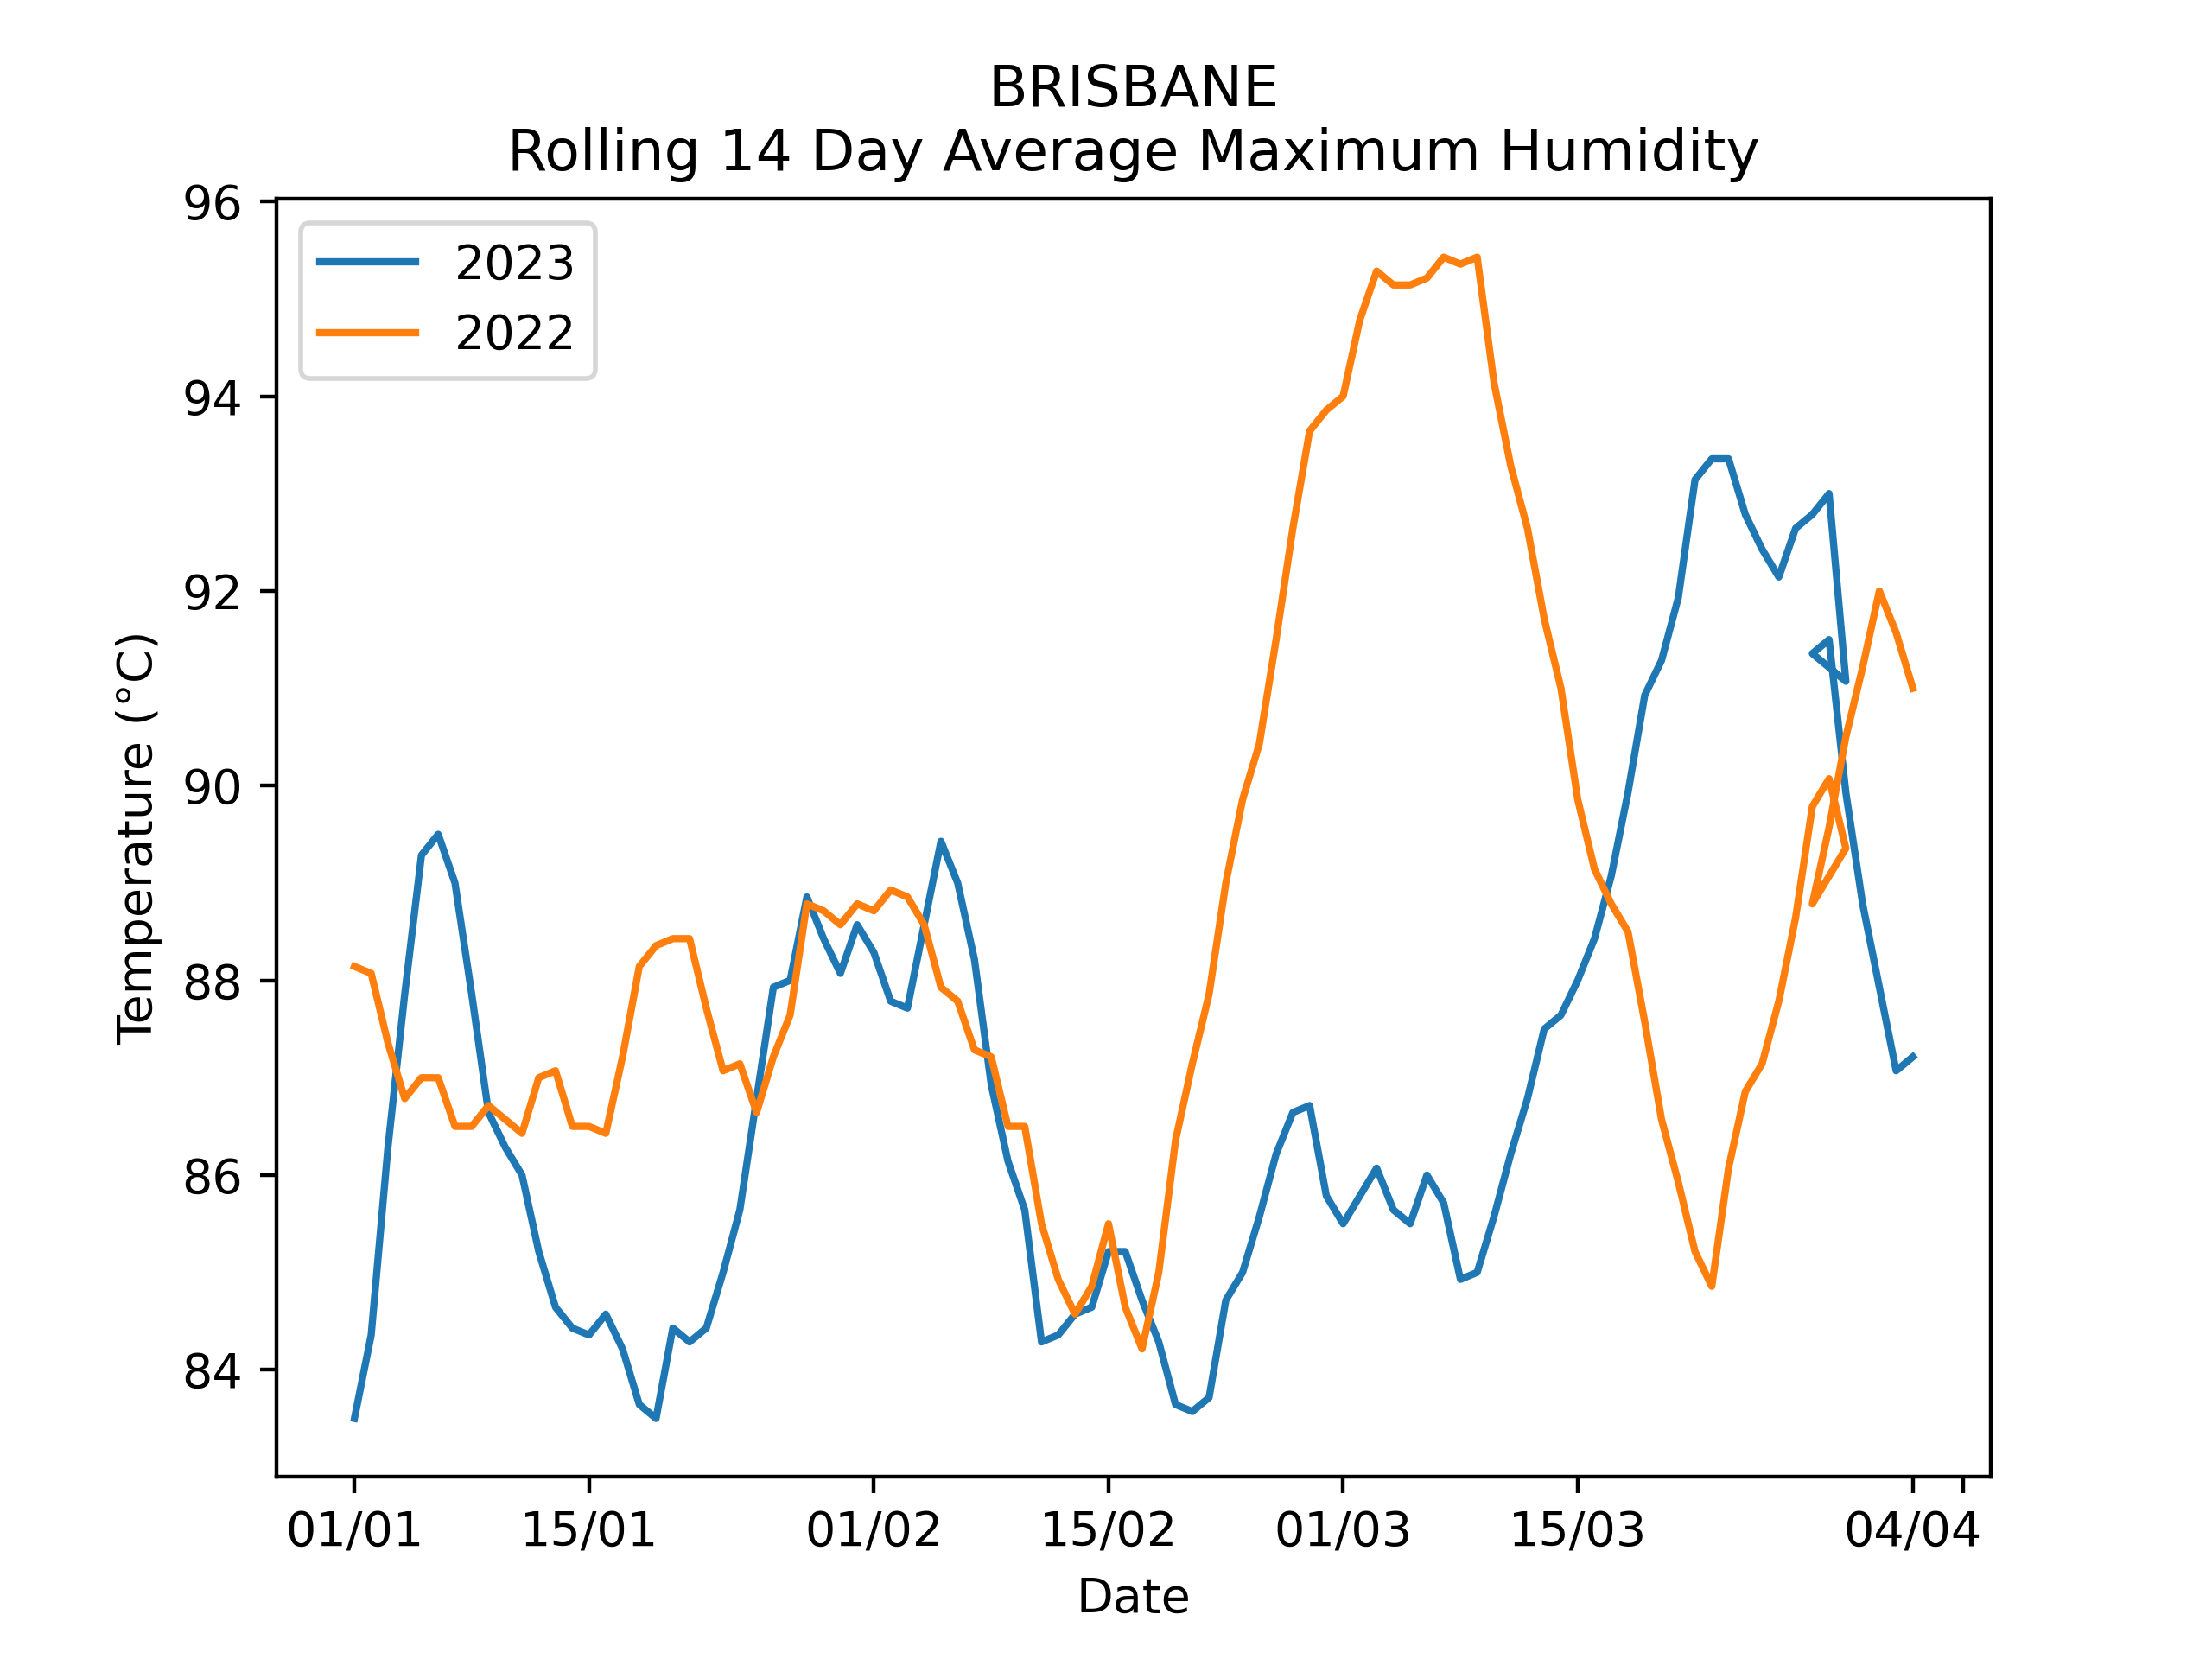 BRISBANE
Rolling 14 Day Average Maximum Humidity
2023
2022
Temperature (°C)
96
94
92
90
88
86
84
01/01 15/01 01/02 15/02 01/03 15/03 04/04
Date